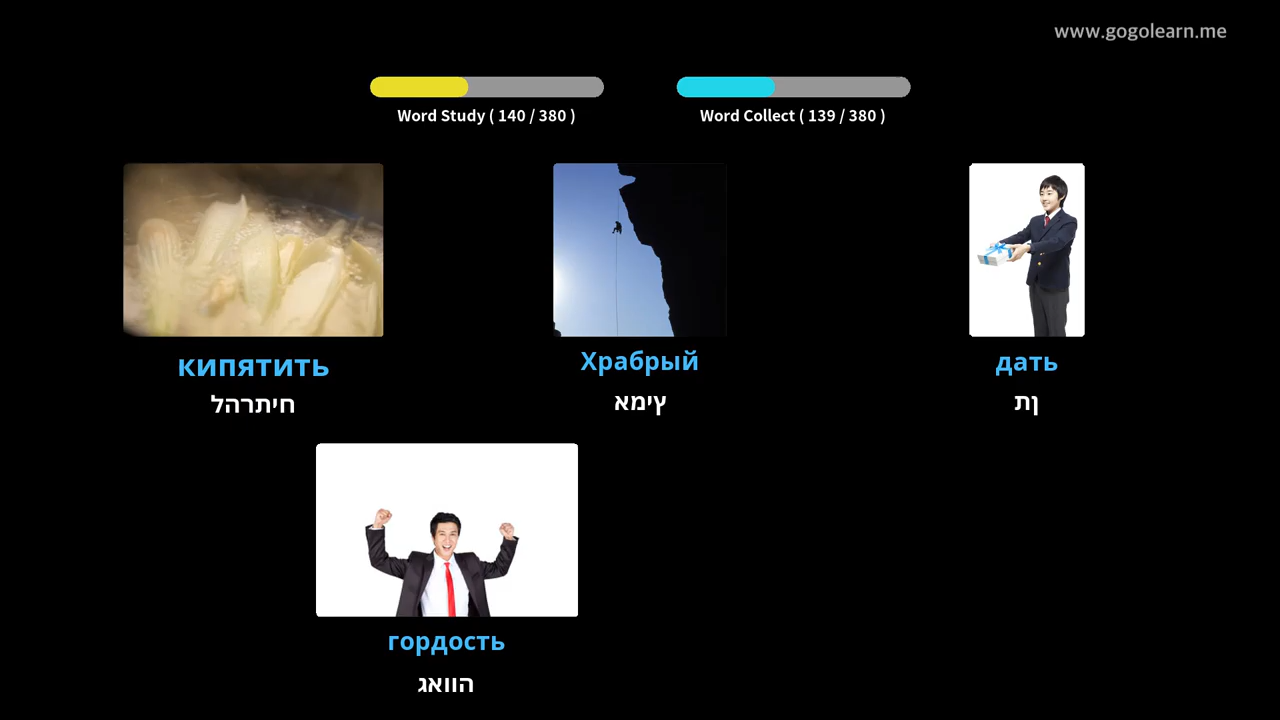 www.gogolearn.me
Word Study ( 140 / 380 )
Word Collect ( 139 / 380 )
кипятить
חיתרהל
Храбрый
ץימא
дать
ןת
гордость
הוואג